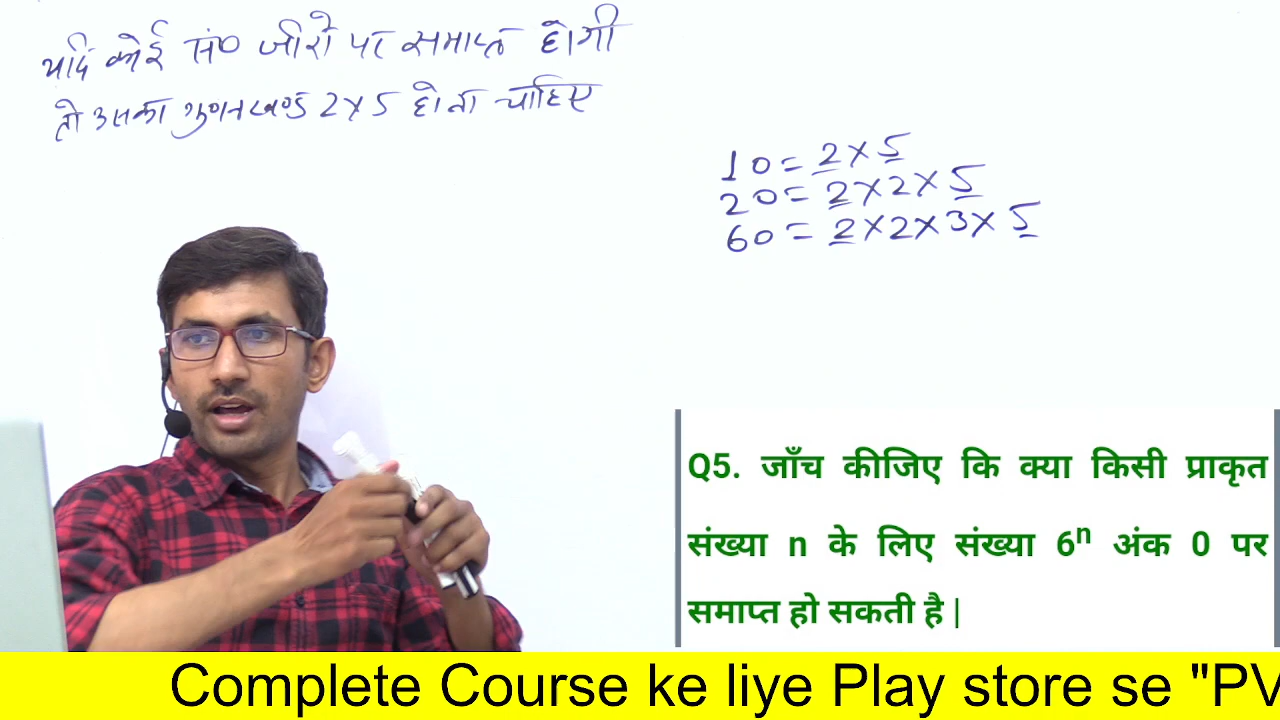 यदि कोई सं० जीरो पर समाप्त होगी
तो उसका गुणनखण्ड 2×5 होना चाहिए
10 = 2×5
20 = 2×2×5
60 = 2×2×3×5
Q5. जाँच कीजिए कि क्या किसी प्राकृत
संख्या n के लिए संख्या 6ⁿ अंक 0 पर
समाप्त हो सकती है |
Complete Course ke liye Play store se "PV